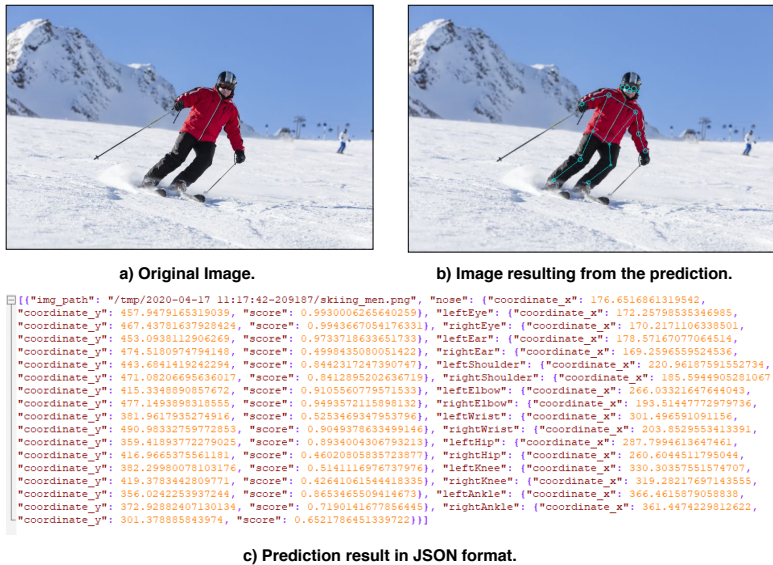 a) Original Image.
b) Image resulting from the prediction.
[{"img_path": "/tmp/2020-04-17 11:17:42-209187/skiing_men.png", "nose": {"coordinate_x": 176.6516861319542,
"coordinate_y": 457.9479165319039, "score": 0.9930006265640259}, "leftEye": {"coordinate_x": 172.25798535346985,
"coordinate_y": 467.43781637928424, "score": 0.9943667054176331}, "rightEye": {"coordinate_x": 170.2171106338501,
"coordinate_y": 453.0938112906269, "score": 0.9733718633651733}, "leftEar": {"coordinate_x": 178.57167077064514,
"coordinate_y": 474.5180974794148, "score": 0.4998435080051422}, "rightEar": {"coordinate_x": 169.2596559524536,
"coordinate_y": 443.6841419242294, "score": 0.8442317247390747}, "leftShoulder": {"coordinate_x": 220.96187591552734,
"coordinate_y": 471.08206695636017, "score": 0.8412895202636719}, "rightShoulder": {"coordinate_x": 185.5944905281067
"coordinate_y": 415.3348890857672, "score": 0.9105560779571533}, "leftElbow": {"coordinate_x": 266.03321647644043,
"coordinate_y": 477.1493898318555, "score": 0.9493572115898132}, "rightElbow": {"coordinate_x": 193.51447772979736,
"coordinate_y": 381.9617935274916, "score": 0.5253469347953796}, "leftWrist": {"coordinate_x": 301.496591091156,
"coordinate_y": 490.98332759772853, "score": 0.9049378633499146}, "rightWrist": {"coordinate_x": 203.8529553413391,
"coordinate_y": 359.41893772279025, "score": 0.8934004306793213}, "leftHip": {"coordinate_x": 287.7994613647461,
"coordinate_y": 416.9665375561181, "score": 0.46020805835723877}, "rightHip": {"coordinate_x": 260.6044511795044,
"coordinate_y": 382.29980078103176, "score": 0.5141116976737976}, "leftKnee": {"coordinate_x": 330.30357551574707,
"coordinate_y": 419.3783442809771, "score": 0.42641061544418335}, "rightKnee": {"coordinate_x": 319.28217697143555,
"coordinate_y": 356.0242253937244, "score": 0.8653465509414673}, "leftAnkle": {"coordinate_x": 366.4615879058838,
"coordinate_y": 372.92882407130134, "score": 0.7190141677856445}, "rightAnkle": {"coordinate_x": 361.4474229812622,
"coordinate_y": 301.378885843974, "score": 0.6521786451339722}}]
c) Prediction result in JSON format.